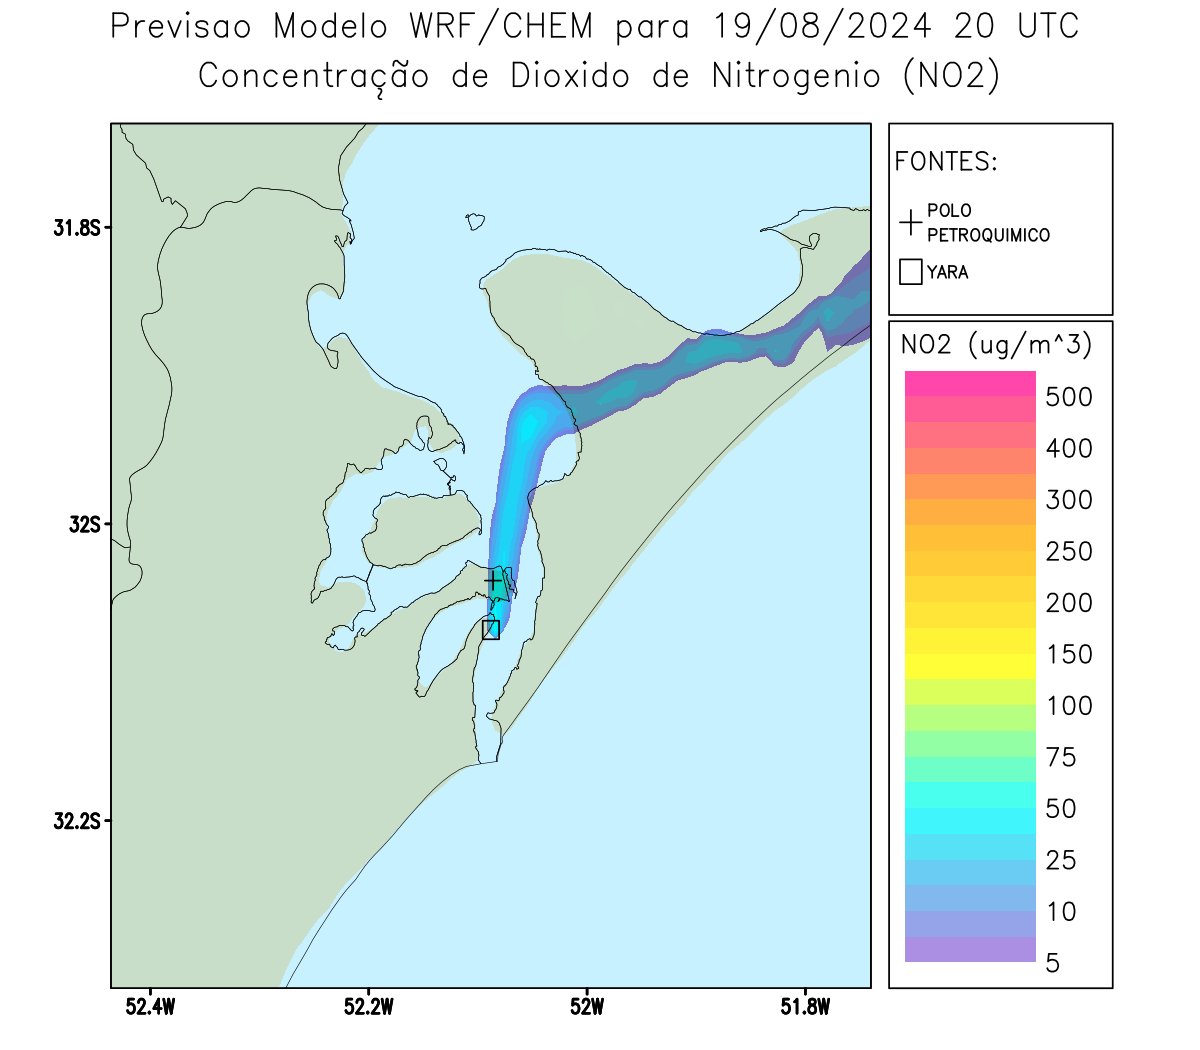 Previsao Modelo WRF/CHEM para 19/08/2024 20 UTC
Concentração de Dioxido de Nitrogenio (NO2)
FONTES:
POLO
PETROQUIMICO
YARA
NO2 (ug/m^3)
500
400
300
250
200
150
100
75
50
25
10
5
31.8S
32S
32.2S
52.4W
52.2W
52W
51.8W